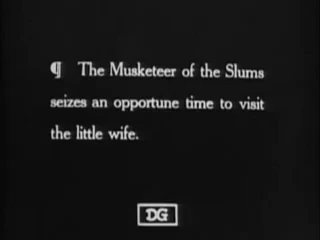 ¶ The Musketeer of the Slums
seizes an opportune time to visit
the little wife.
DG